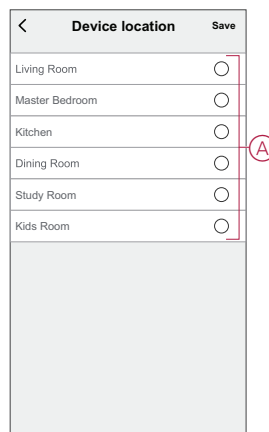 Device location Save
Living Room
Master Bedroom
Kitchen
A
Dining Room
Study Room
Kids Room